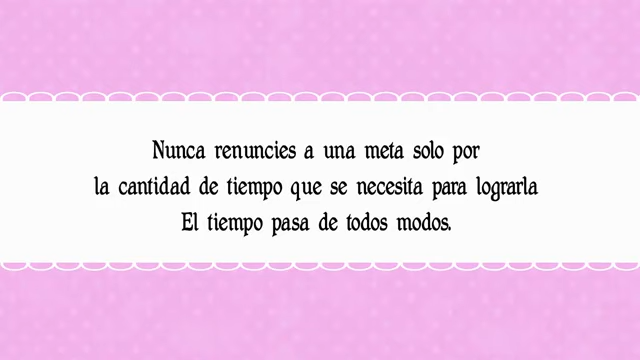 Nunca renuncies a una meta solo por
la cantidad de tiempo que se necesita para lograrla
El tiempo pasa de todos modos.